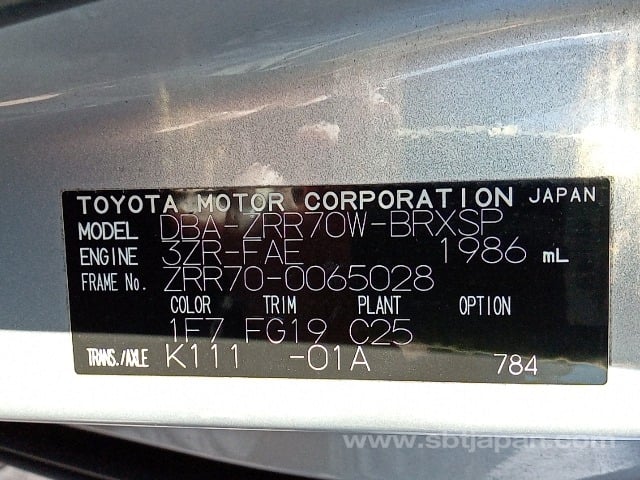 TOYOTA MOTOR CORPORATION JAPAN
MODEL DBA-ZRR70W-BRXSP
ENGINE 3ZR-FAE 1986 mL
FRAME No. ZRR70-0065028
COLOR TRIM PLANT OPTION
1F7 FG19 C25
TRANS./AXLE K111 -01A 784
www.sbtjapan.com